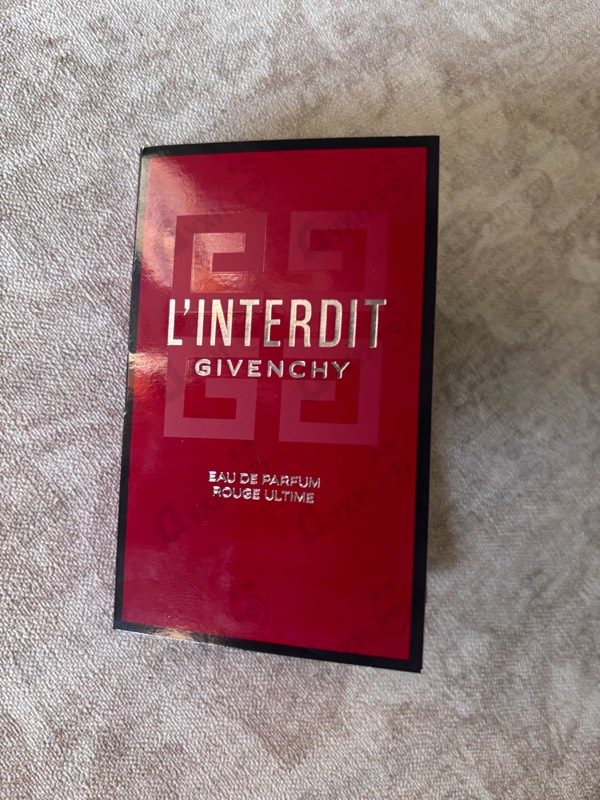 L'INTERDIT
GIVENCHY
EAU DE PARFUM
ROUGE ULTIME